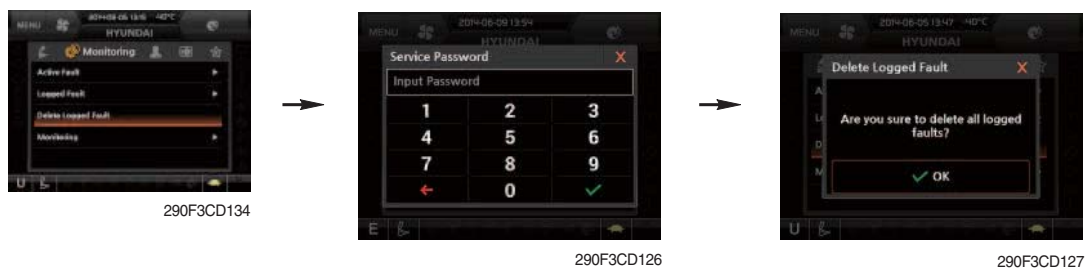 MENU 2014-06-05 13:15 -40°C
HYUNDAI
Monitoring
Active Fault
Logged Fault
Delete Logged Fault
Monitoring
U
290F3CD134
MENU 2014-06-09 13:54
HYUNDAI
Service Password X
Input Password
1 2 3
4 5 6
7 8 9
0
E
290F3CD126
MENU 2014-06-05 13:47 -40°C
HYUNDAI
Delete Logged Fault X
A
L
D
M
Are you sure to delete all logged
faults?
OK
U
290F3CD127